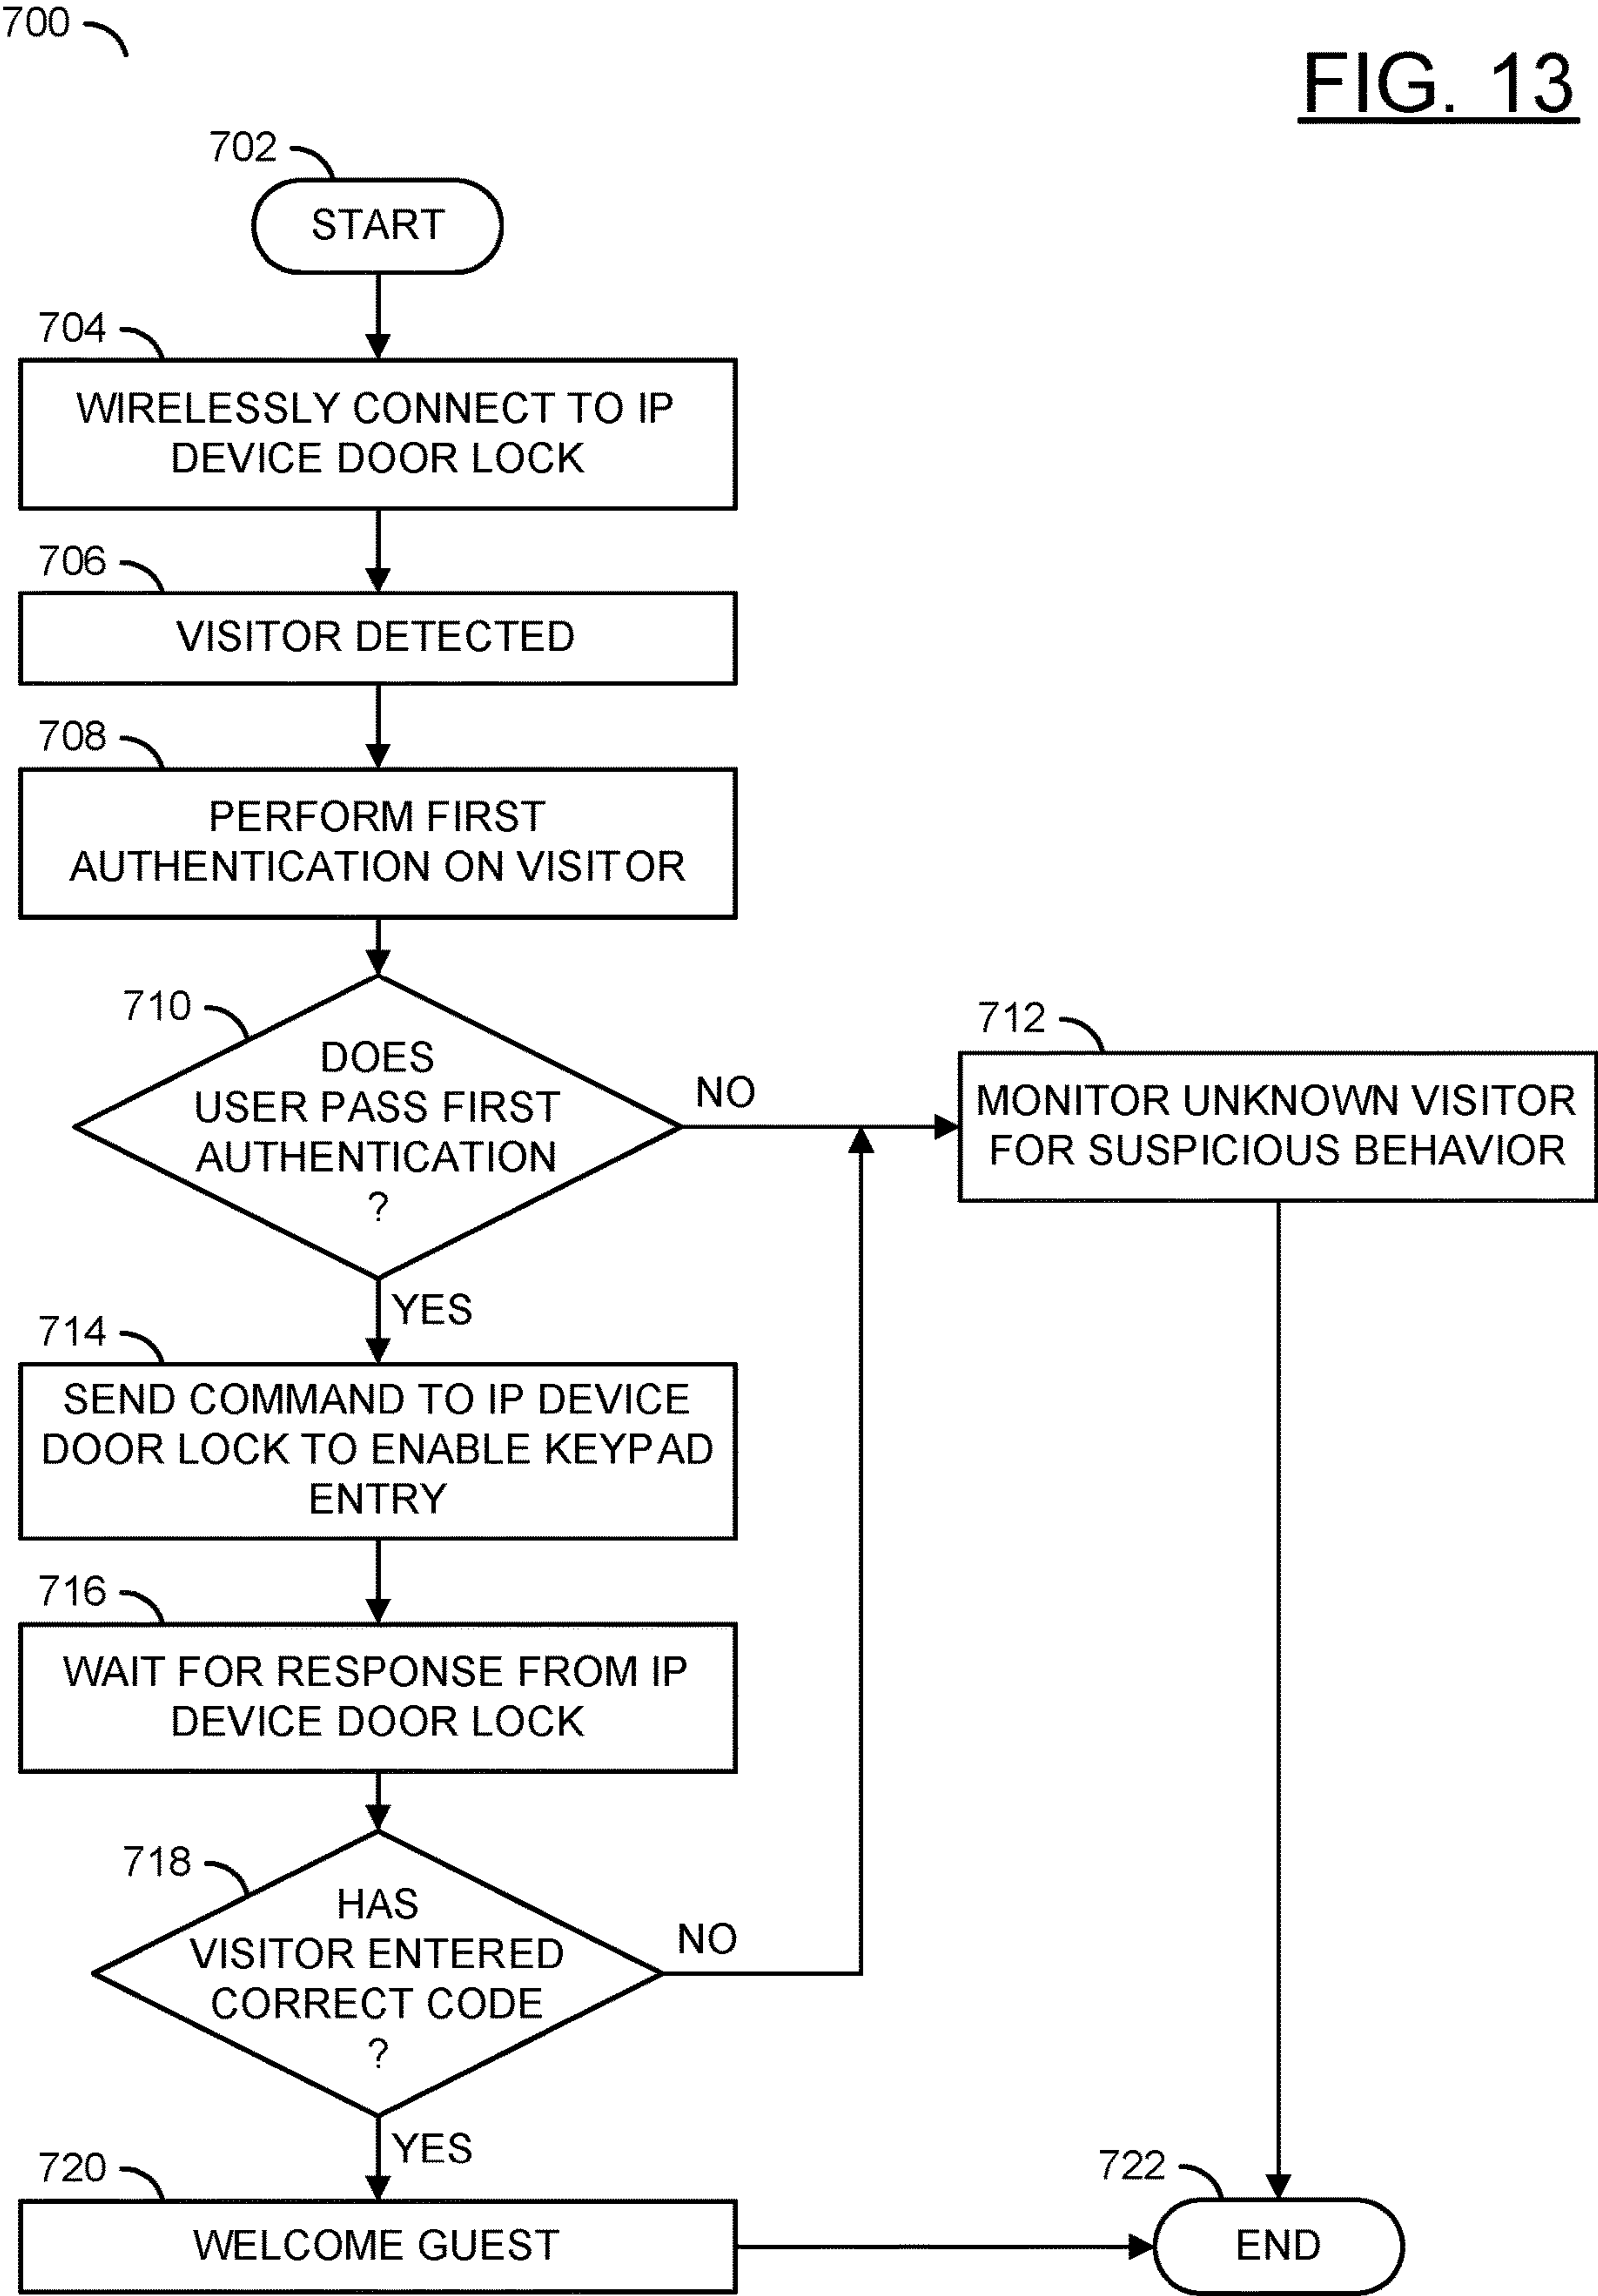 700
FIG. 13
702
START
704
WIRELESSLY CONNECT TO IP
DEVICE DOOR LOCK
706
VISITOR DETECTED
708
PERFORM FIRST
AUTHENTICATION ON VISITOR
710
DOES
USER PASS FIRST
AUTHENTICATION
?
NO
712
MONITOR UNKNOWN VISITOR
FOR SUSPICIOUS BEHAVIOR
YES
714
SEND COMMAND TO IP DEVICE
DOOR LOCK TO ENABLE KEYPAD
ENTRY
716
WAIT FOR RESPONSE FROM IP
DEVICE DOOR LOCK
718
HAS
VISITOR ENTERED
CORRECT CODE
?
NO
YES
720
WELCOME GUEST
722
END